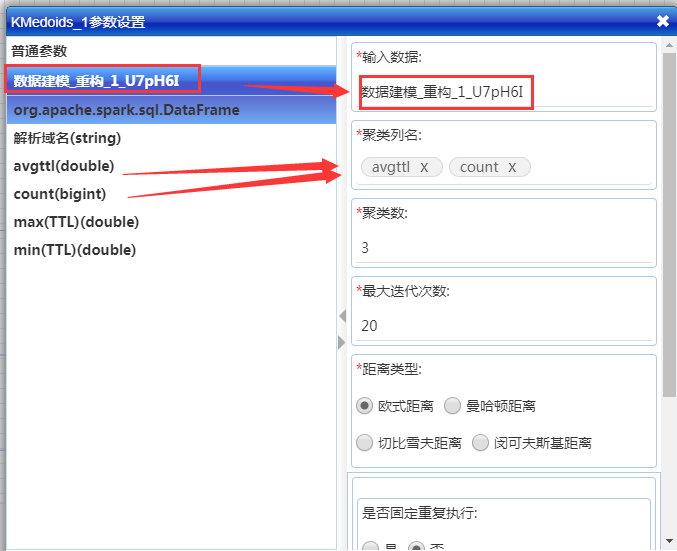 KMedoids_1参数设置
普通参数
数据建模_重构_1_U7pH6I
org.apache.spark.sql.DataFrame
解析域名(string)
avgttl(double)
count(bigint)
max(TTL)(double)
min(TTL)(double)
*输入数据:
数据建模_重构_1_U7pH6I
*聚类列名:
avgttl x count x
*聚类数:
3
*最大迭代次数:
20
*距离类型:
欧式距离 曼哈顿距离
切比雪夫距离 闵可夫斯基距离
是否固定重复执行:
是 否